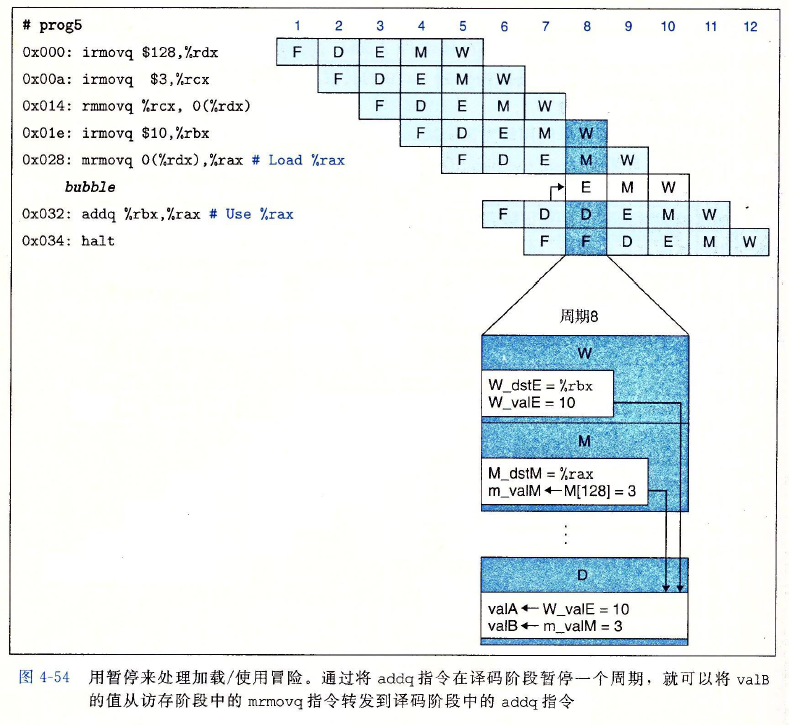 # prog5
1 2 3 4 5 6 7 8 9 10 11 12
0x000: irmovq $128,%rdx F D E M W
0x00a: irmovq $3,%rcx F D E M W
0x014: rmmovq %rcx, 0(%rdx) F D E M W
0x01e: irmovq $10,%rbx F D E M W
0x028: mrmovq 0(%rdx),%rax # Load %rax F D E M W
bubble E M W
0x032: addq %rbx,%rax # Use %rax F D D E M W
0x034: halt F F D E M W
周期8
W
W_dstE = %rbx
W_valE = 10
M
M_dstM = %rax
m_valM ← M[128] = 3
D
valA ← W_valE = 10
valB ← m_valM = 3
图 4-54 用暂停来处理加载/使用冒险。通过将 addq 指令在译码阶段暂停一个周期，就可以将 valB
的值从访存阶段中的 mrmovq 指令转发到译码阶段中的 addq 指令